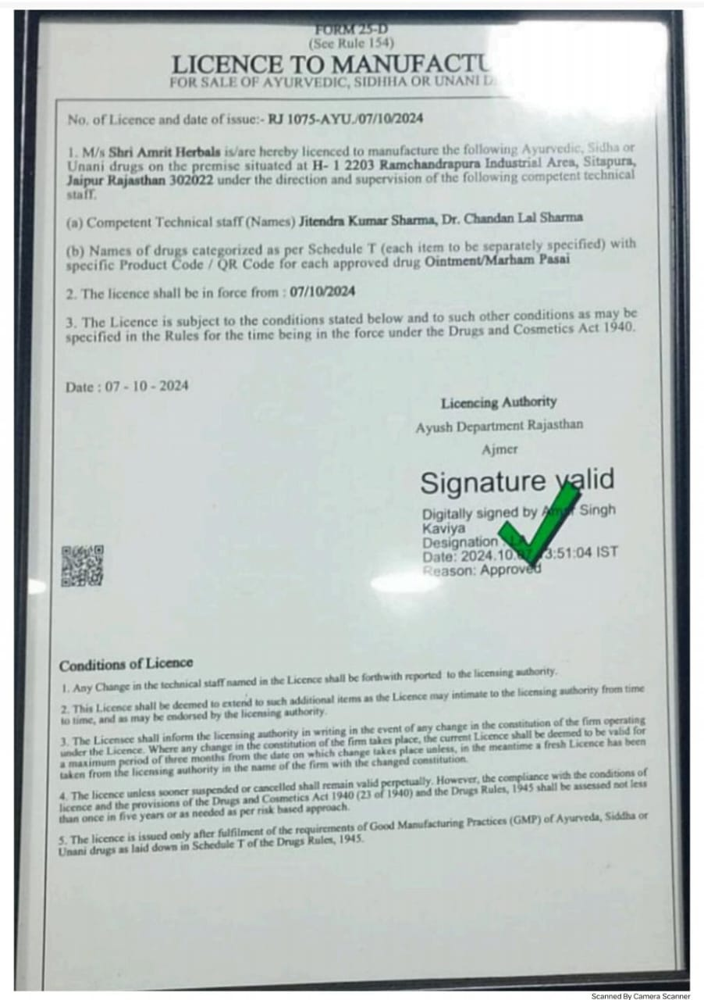 FORM 25-D
(See Rule 154)
LICENCE TO MANUFACTU
FOR SALE OF AYURVEDIC, SIDHHA OR UNANI D
No. of Licence and date of issue:- RJ 1075-AYU./07/10/2024
1. M/s Shri Amrit Herbals is/are hereby licenced to manufacture the following Ayurvedic, Sidha or
Unani drugs on the premise situated at H- 1 2203 Ramchandrapura Industrial Area, Sitapura,
Jaipur Rajasthan 302022 under the direction and supervision of the following competent technical
staff.
(a) Competent Technical staff (Names) Jitendra Kumar Sharma, Dr. Chandan Lal Sharma
(b) Names of drugs categorized as per Schedule T (each item to be separately specified) with
specific Product Code / QR Code for each approved drug Ointment/Marham Pasai
2. The licence shall be in force from : 07/10/2024
3. The Licence is subject to the conditions stated below and to such other conditions as may be
specified in the Rules for the time being in the force under the Drugs and Cosmetics Act 1940.
Date : 07 - 10 - 2024
Licencing Authority
Ayush Department Rajasthan
Ajmer
Signature valid
Digitally signed by Singh
Kaviya
Designation
Date: 2024.10. 3:51:04 IST
Reason: Approved
Conditions of Licence
1. Any Change in the technical staff named in the Licence shall be forthwith reported to the licensing authority.
2. This Licence shall be deemed to extend to such additional items as the Licence may intimate to the licensing authority from time
to time, and as may be endorsed by the licensing authority.
3. The Licensee shall inform the licensing authority in writing in the event of any change in the constitution of the firm operating
under the Licence. Where any change in the constitution of the firm takes place, the current Licence shall be deemed to be valid for
a maximum period of three months from the date on which change takes place unless, in the meantime a fresh Licence has been
taken from the licensing authority in the name of the firm with the changed constitution.
4. The licence unless sooner suspended or cancelled shall remain valid perpetually. However, the compliance with the conditions of
licence and the provisions of the Drugs and Cosmetics Act 1940 (23 of 1940) and the Drugs Rules, 1945 shall be assessed not less
than once in five years or as needed as per risk based approach.
5. The licence is issued only after fulfilment of the requirements of Good Manufacturing Practices (GMP) of Ayurveda, Siddha or
Unani drugs as laid down in Schedule T of the Drugs Rules, 1945.
Scanned By Camera Scanner